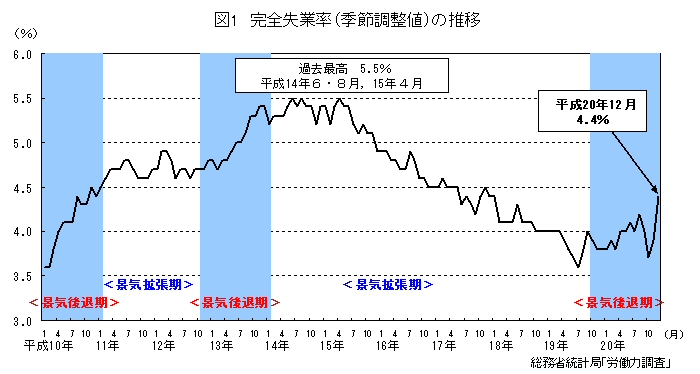 図1 完全失業率(季節調整値)の推移
(%)
6.0
5.5
5.0
4.5
4.0
3.5
3.0
過去最高 5.5%
平成14年6・8月, 15年4月
平成20年12月
4.4%
<景気後退期>
<景気拡張期>
<景気後退期>
<景気拡張期>
<景気後退期>
1 4 7 10 1 4 7 10 1 4 7 10 1 4 7 10 1 4 7 10 1 4 7 10 1 4 7 10 1 4 7 10 1 4 7 10 1 4 7 10 1 4 7 10 (月)
平成10年 11年 12年 13年 14年 15年 16年 17年 18年 19年 20年
総務省統計局「労働力調査」